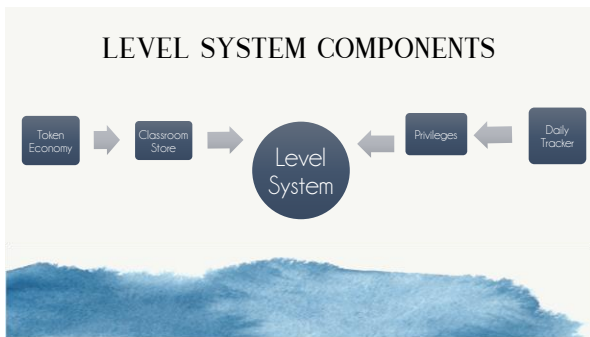 LEVEL SYSTEM COMPONENTS
Token
Economy
Classroom
Store
Level
System
Privileges
Daily
Tracker